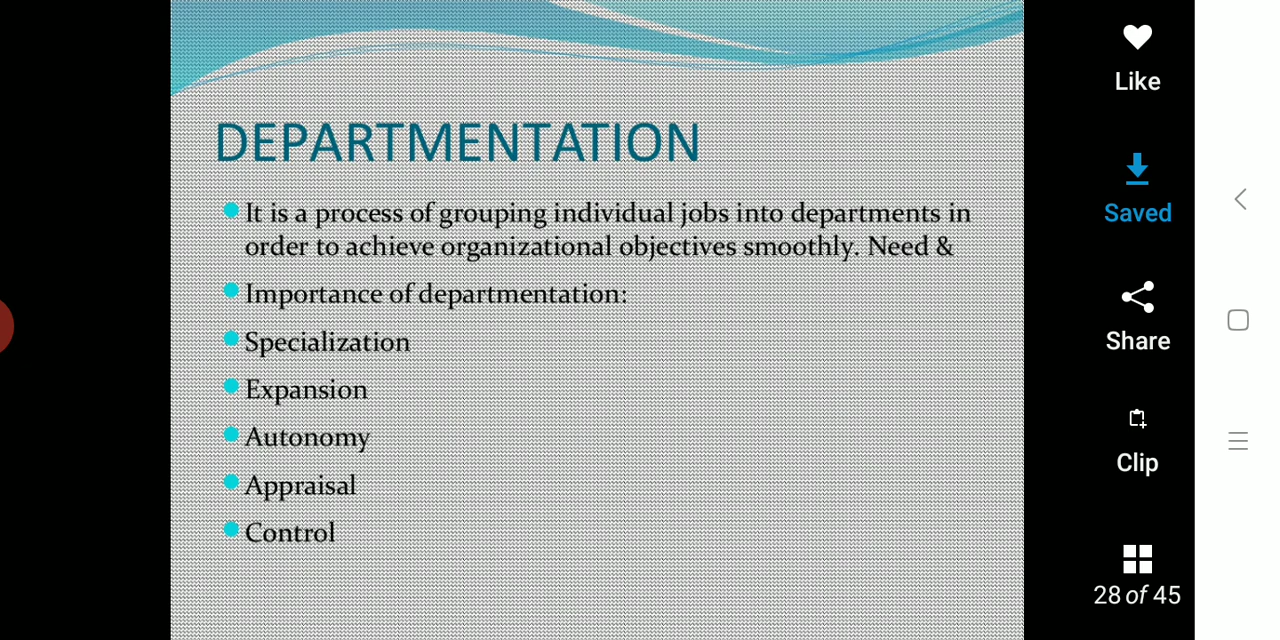 DEPARTMENTATION
It is a process of grouping individual jobs into departments in
order to achieve organizational objectives smoothly. Need &
Importance of departmentation:
Specialization
Expansion
Autonomy
Appraisal
Control
Like
Saved
Share
Clip
28 of 45